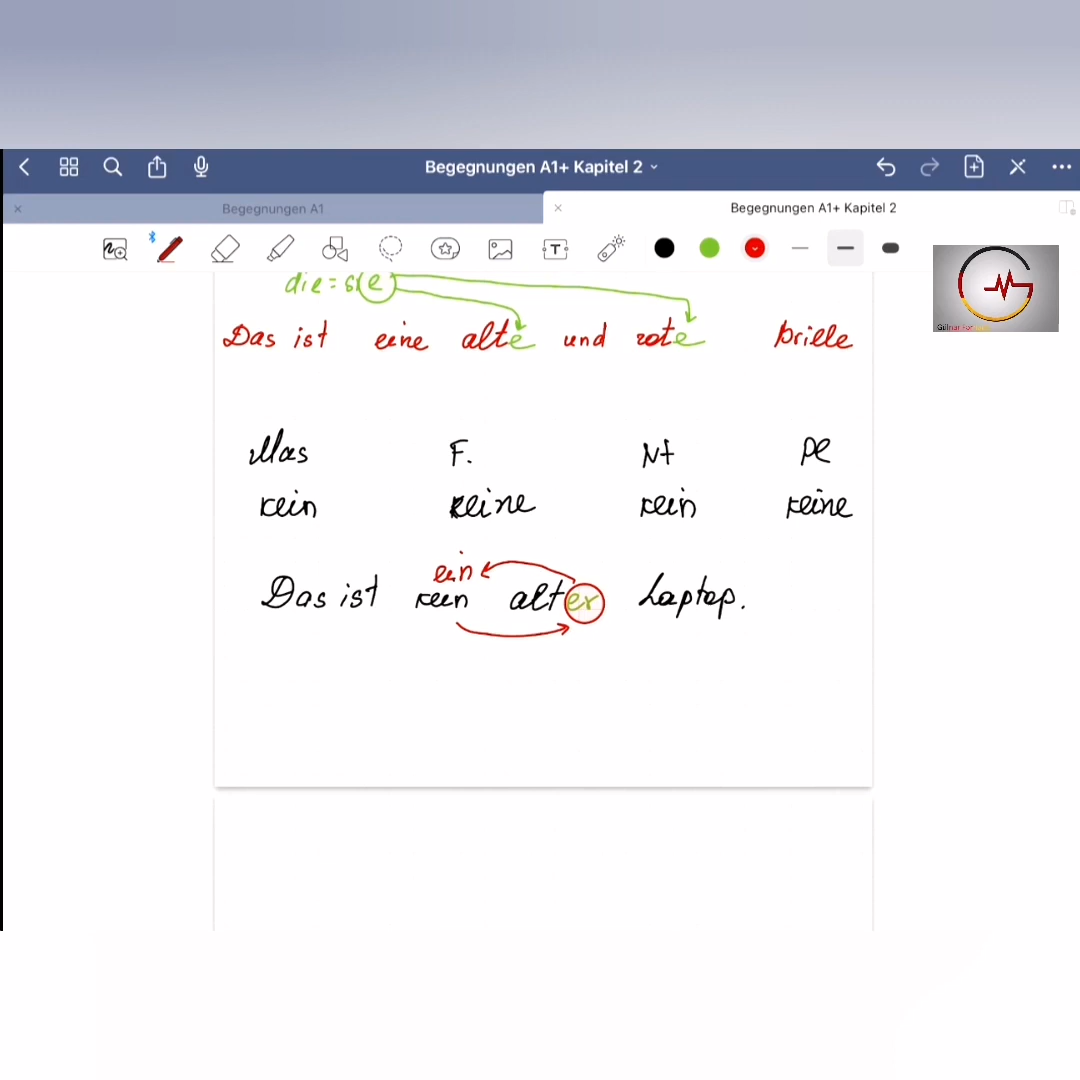 Begegnungen A1+ Kapitel 2
Begegnungen A1
Begegnungen A1+ Kapitel 2
T
die = sie
Das ist eine alte und rote Brille
Mas F. Nt Pl
kein keine kein keine
ein
Das ist kein alter Laptop.